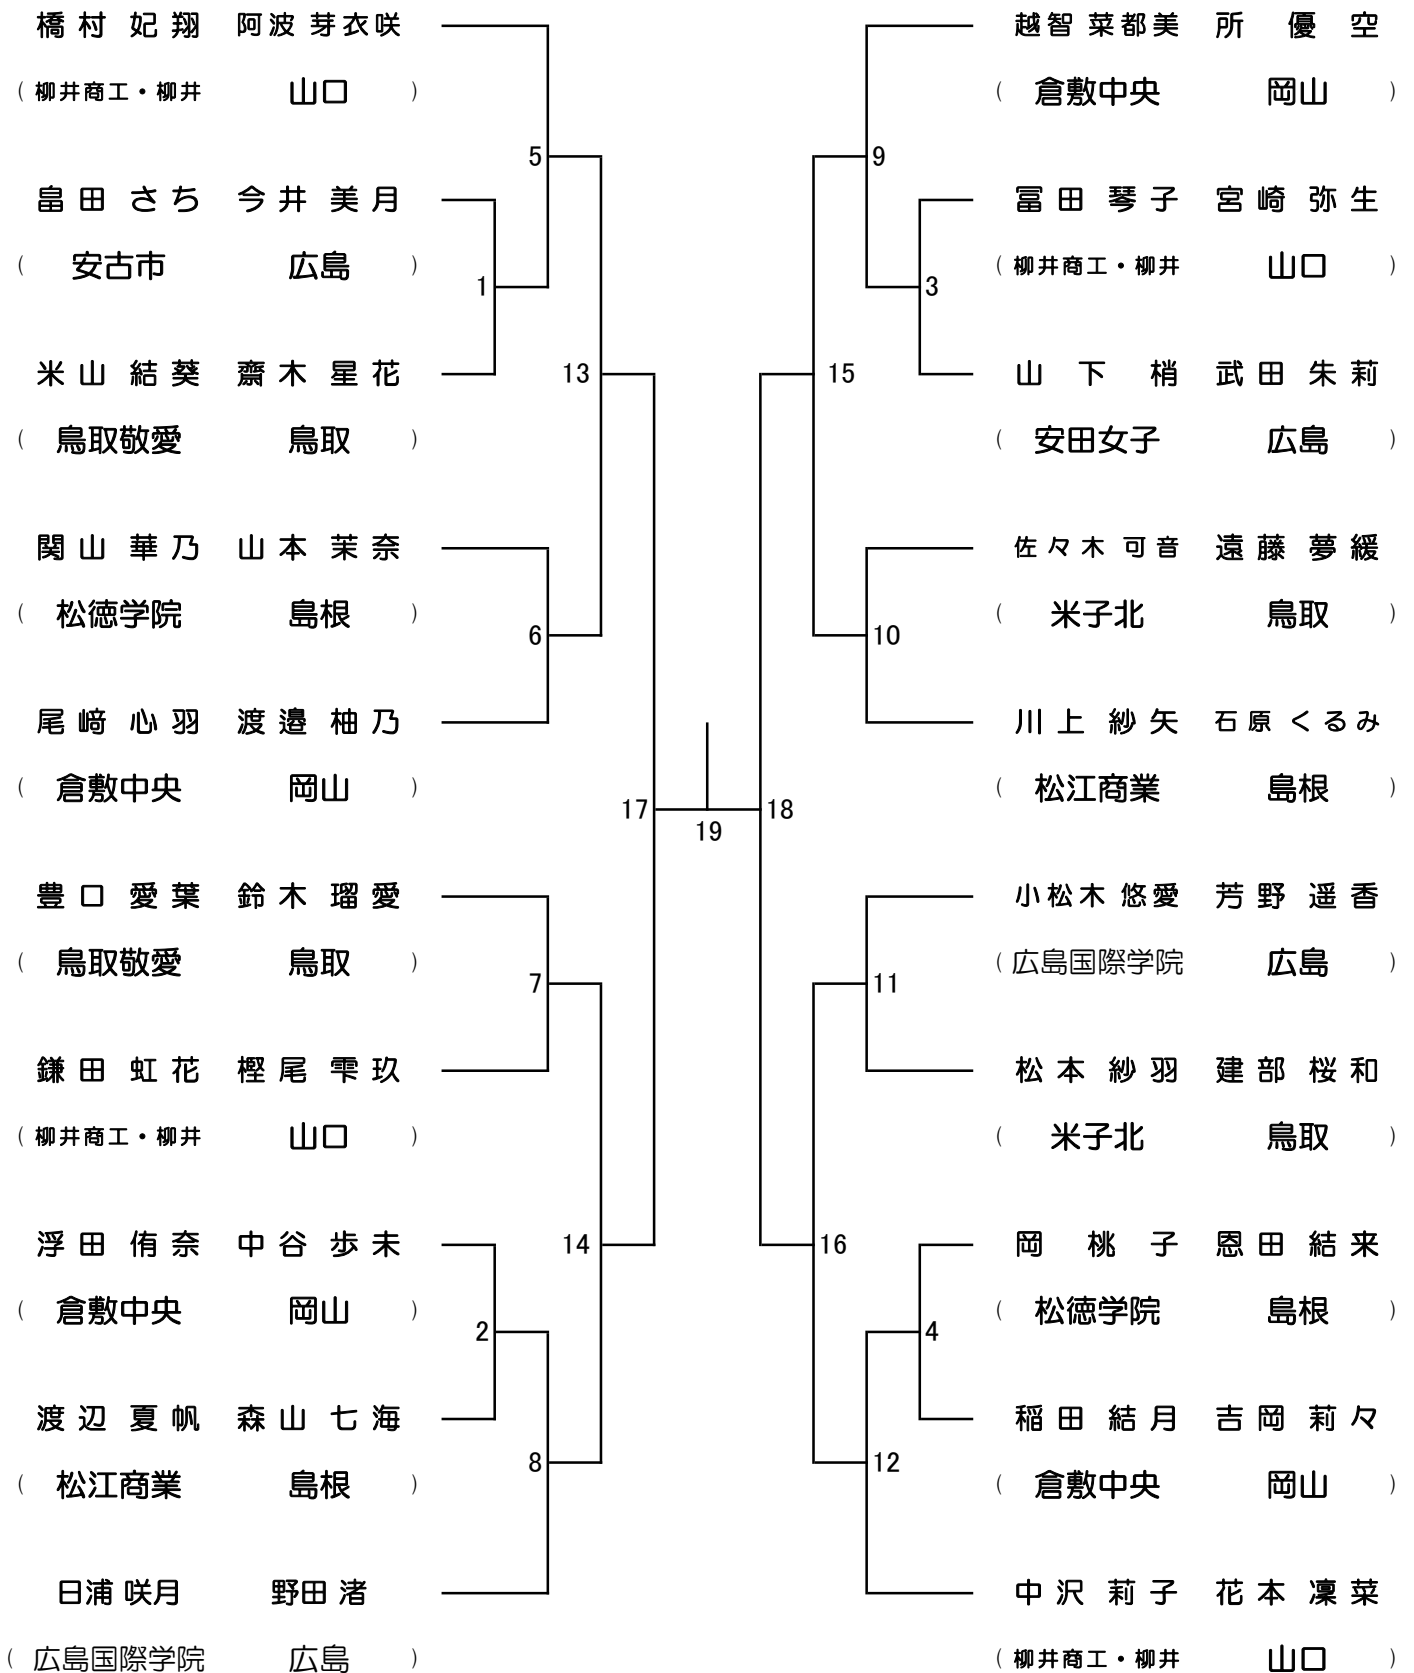 橋村 妃翔 阿波 芽衣咲
( 柳井商工・柳井 山口 )
5
畠田 さち 今井 美月
( 安古市 広島 )
1
米山 結葵 齋木 星花
13
( 鳥取敬愛 鳥取 )
関山 華乃 山本 茉奈
( 松徳学院 島根 )
6
尾﨑 心羽 渡邉 柚乃
( 倉敷中央 岡山 )
17
豊口 愛葉 鈴木 瑠愛
( 鳥取敬愛 鳥取 )
7
鎌田 虹花 樫尾 雫玖
( 柳井商工・柳井 山口 )
浮田 侑奈 中谷 歩未
14
( 倉敷中央 岡山 )
2
渡辺 夏帆 森山 七海
8
( 松江商業 島根 )
日浦 咲月 野田 渚
( 広島国際学院 広島 )
19
越智 菜都美 所 優空
( 倉敷中央 岡山 )
9
冨田 琴子 宮崎 弥生
( 柳井商工・柳井 山口 )
3
山下 梢 武田 朱莉
15
( 安田女子 広島 )
佐々木 可音 遠藤 夢緩
( 米子北 鳥取 )
10
川上 紗矢 石原 くるみ
( 松江商業 島根 )
18
小松木 悠愛 芳野 遥香
( 広島国際学院 広島 )
11
松本 紗羽 建部 桜和
( 米子北 鳥取 )
岡 桃子 恩田 結来
16
( 松徳学院 島根 )
4
稲田 結月 吉岡 莉々
12
( 倉敷中央 岡山 )
中沢 莉子 花本 凜菜
( 柳井商工・柳井 山口 )